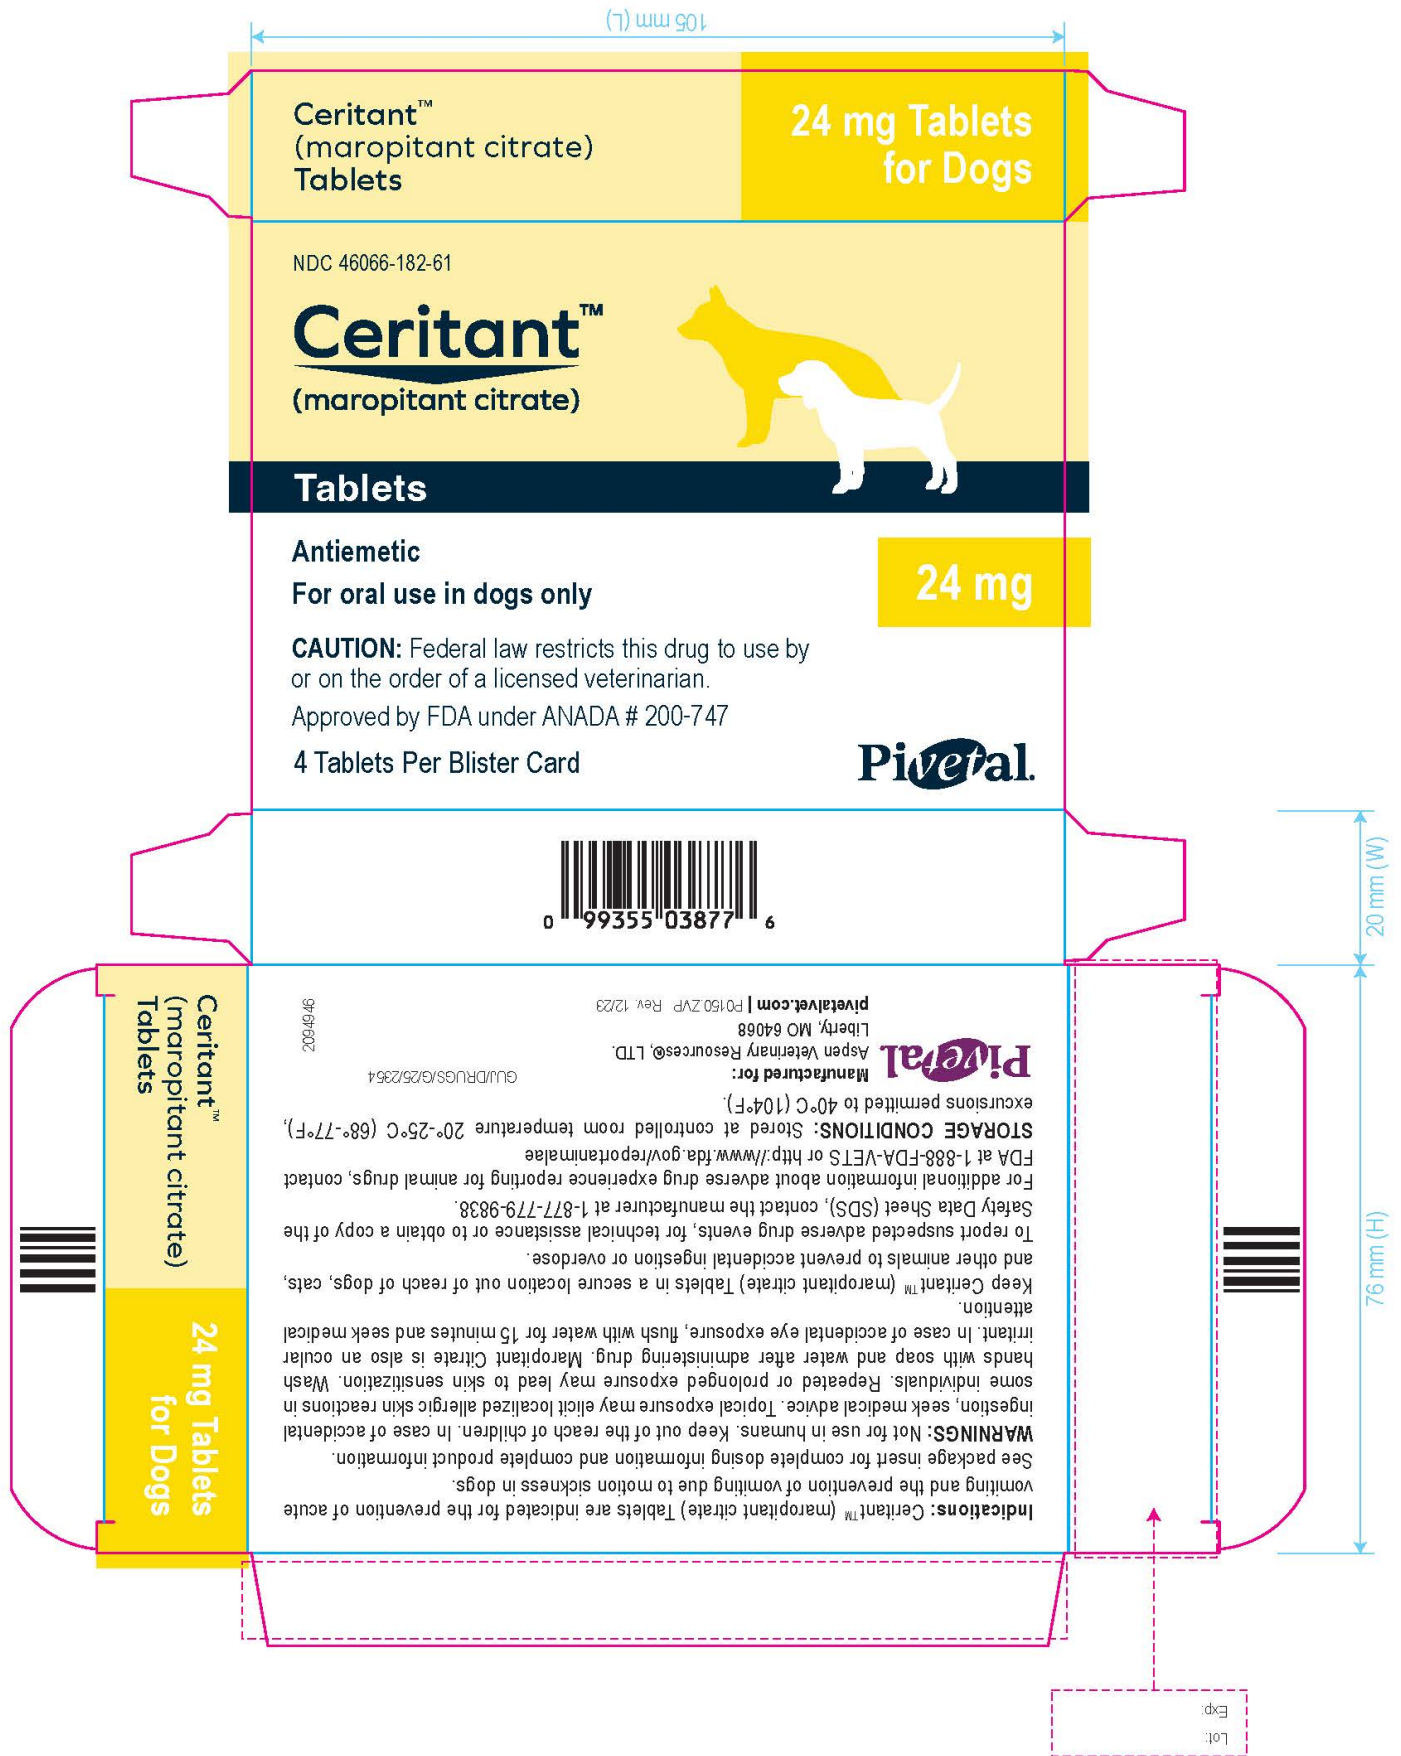 105 mm (L)
Ceritant™
(maropitant citrate)
Tablets
24 mg Tablets
for Dogs
NDC 46066-182-61
Ceritant™
(maropitant citrate)
Tablets
Antiemetic
For oral use in dogs only
24 mg
CAUTION: Federal law restricts this drug to use by
or on the order of a licensed veterinarian.
Approved by FDA under ANADA # 200-747
4 Tablets Per Blister Card
Pivetal.
0 99355 03877 6
20 mm (W)
76 mm (H)
Ceritant™
(maropitant citrate)
Tablets
24 mg Tablets
for Dogs
Indications: Ceritant™ (maropitant citrate) Tablets are indicated for the prevention of acute
vomiting and the prevention of vomiting due to motion sickness in dogs.
See package insert for complete dosing information and complete product information.
WARNINGS: Not for use in humans. Keep out of the reach of children. In case of accidental
ingestion, seek medical advice. Topical exposure may elicit localized allergic skin reactions in
some individuals. Repeated or prolonged exposure may lead to skin sensitization. Wash
hands with soap and water after administering drug. Maropitant Citrate is also an ocular
irritant. In case of accidental eye exposure, flush with water for 15 minutes and seek medical
attention.
Keep Ceritant™ (maropitant citrate) Tablets in a secure location out of reach of dogs, cats,
and other animals to prevent accidental ingestion or overdose.
To report suspected adverse drug events, for technical assistance or to obtain a copy of the
Safety Data Sheet (SDS), contact the manufacturer at 1-877-779-9838.
For additional information about adverse drug experience reporting for animal drugs, contact
FDA at 1-888-FDA-VETS or http://www.fda.gov/reportanimalae
STORAGE CONDITIONS: Stored at controlled room temperature 20°-25°C (68°-77°F),
excursions permitted to 40°C (104°F).
Pivetal.
Manufactured for:
Aspen Veterinary Resources®, LTD.
Liberty, MO 64068
pivetalvet.com | P0150.ZVP Rev. 12/23
GUJ/DRUGS/G/25/2354
2094946
Lot:
Exp: